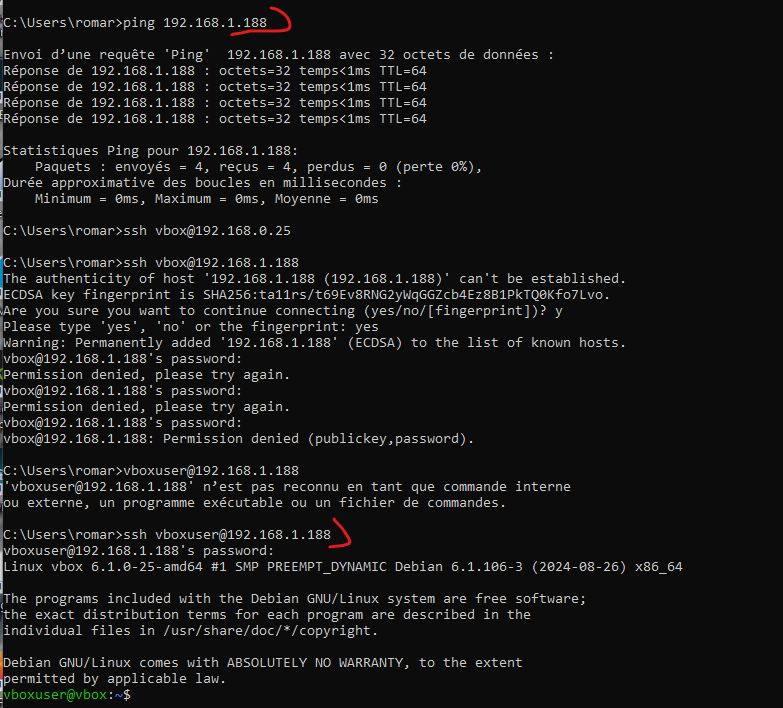 C:\Users\romar>ping 192.168.1.188
Envoi d’une requête 'Ping'  192.168.1.188 avec 32 octets de données :
Réponse de 192.168.1.188 : octets=32 temps<1ms TTL=64
Réponse de 192.168.1.188 : octets=32 temps<1ms TTL=64
Réponse de 192.168.1.188 : octets=32 temps<1ms TTL=64
Réponse de 192.168.1.188 : octets=32 temps<1ms TTL=64
Statistiques Ping pour 192.168.1.188:
    Paquets : envoyés = 4, reçus = 4, perdus = 0 (perte 0%),
Durée approximative des boucles en millisecondes :
    Minimum = 0ms, Maximum = 0ms, Moyenne = 0ms
C:\Users\romar>ssh vbox@192.168.0.25
C:\Users\romar>ssh vbox@192.168.1.188
The authenticity of host '192.168.1.188 (192.168.1.188)' can't be established.
ECDSA key fingerprint is SHA256:ta11rs/t69Ev8RNG2yWqGGZcb4Ez8B1PkTQ0Kfo7Lvo.
Are you sure you want to continue connecting (yes/no/[fingerprint])? y
Please type 'yes', 'no' or the fingerprint: yes
Warning: Permanently added '192.168.1.188' (ECDSA) to the list of known hosts.
vbox@192.168.1.188's password:
Permission denied, please try again.
vbox@192.168.1.188's password:
Permission denied, please try again.
vbox@192.168.1.188's password:
vbox@192.168.1.188: Permission denied (publickey,password).
C:\Users\romar>vboxuser@192.168.1.188
'vboxuser@192.168.1.188' n’est pas reconnu en tant que commande interne
ou externe, un programme exécutable ou un fichier de commandes.
C:\Users\romar>ssh vboxuser@192.168.1.188
vboxuser@192.168.1.188's password:
Linux vbox 6.1.0-25-amd64 #1 SMP PREEMPT_DYNAMIC Debian 6.1.106-3 (2024-08-26) x86_64
The programs included with the Debian GNU/Linux system are free software;
the exact distribution terms for each program are described in the
individual files in /usr/share/doc/*/copyright.
Debian GNU/Linux comes with ABSOLUTELY NO WARRANTY, to the extent
permitted by applicable law.
vboxuser@vbox:~$